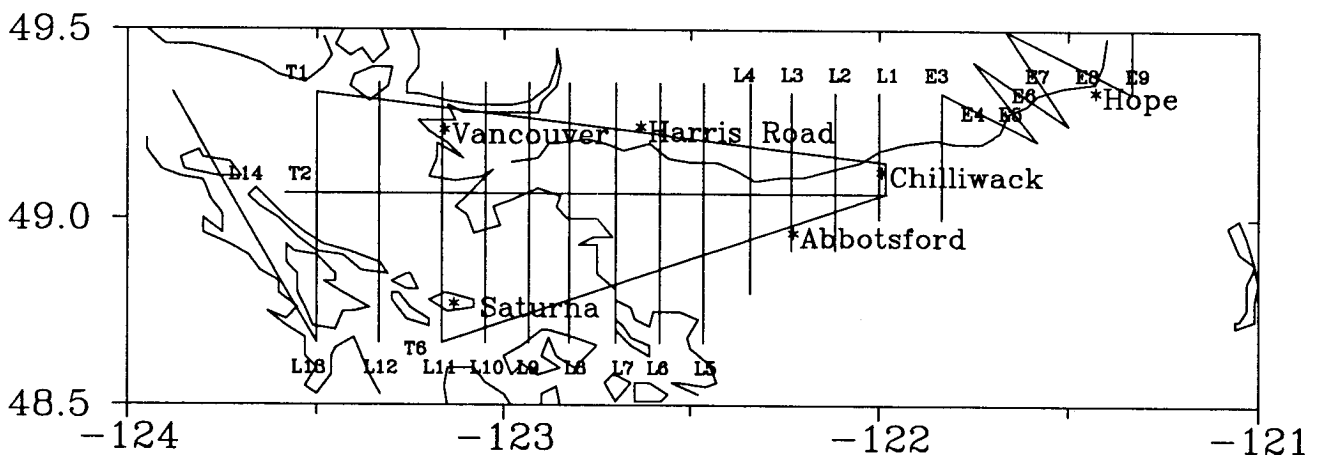 49.5
T1
L4 L3 L2 L1 E3 E7 E8 E9
E6
Hope
E4 E5
Vancouver Harris Road
L14 T2 Chilliwack
49.0
Abbotsford
Saturna
T6
L13 L12 L11 L10 L9 L8 L7 L6 L5
48.5
-124 -123 -122 -121